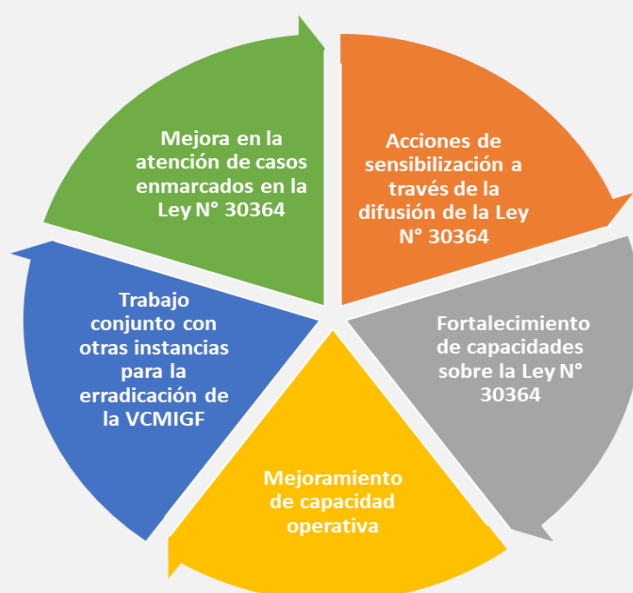 Mejora en la
atención de casos
enmarcados en la
Ley N° 30364
Acciones de
sensibilización a
través de la
difusión de la Ley
N° 30364
Trabajo
conjunto con
otras instancias
para la
erradicación de
la VCMIGF
Fortalecimiento
de capacidades
sobre la Ley N°
30364
Mejoramiento
de capacidad
operativa